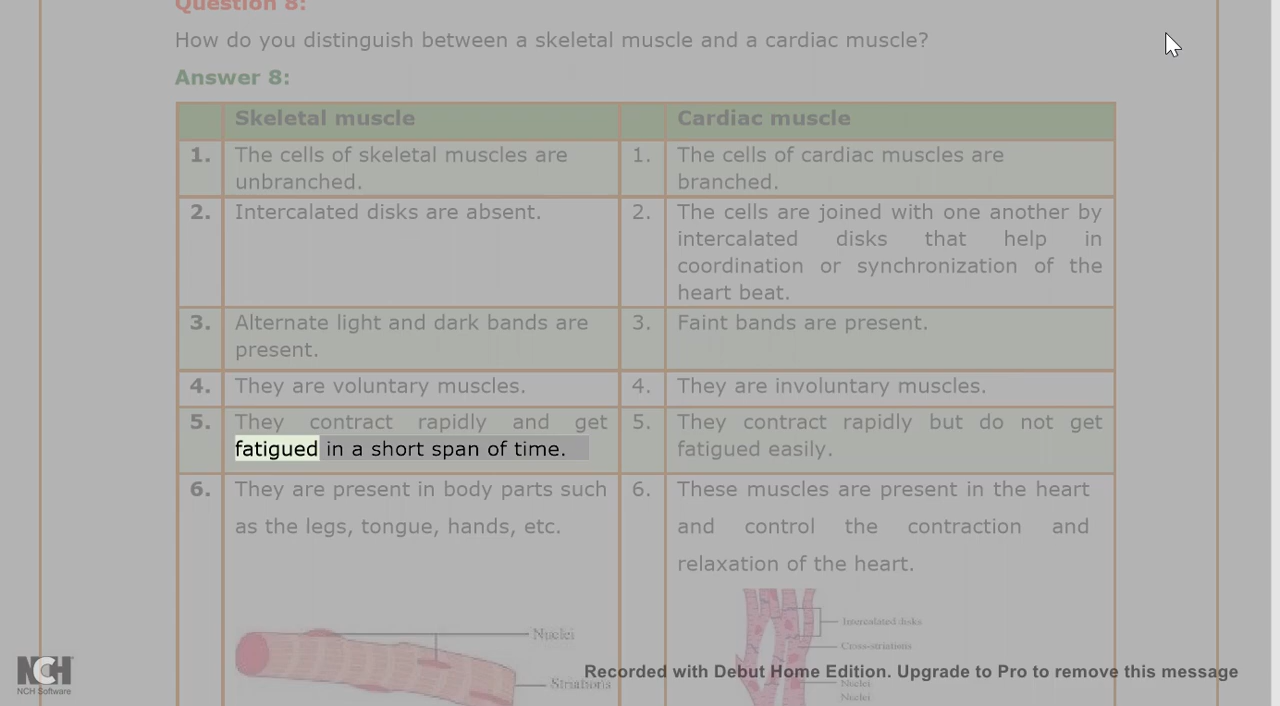 Question 8:
How do you distinguish between a skeletal muscle and a cardiac muscle?
Answer 8:
Skeletal muscle
Cardiac muscle
1. The cells of skeletal muscles are
unbranched.
1. The cells of cardiac muscles are
branched.
2. Intercalated disks are absent.
2. The cells are joined with one another by
intercalated disks that help in
coordination or synchronization of the
heart beat.
3. Alternate light and dark bands are
present.
3. Faint bands are present.
4. They are voluntary muscles.
4. They are involuntary muscles.
5. They contract rapidly and get
fatigued in a short span of time.
5. They contract rapidly but do not get
fatigued easily.
6. They are present in body parts such
as the legs, tongue, hands, etc.
6. These muscles are present in the heart
and control the contraction and
relaxation of the heart.
Nuclei
Striations
Intercalated disks
Cross-striations
Nuclei
Nuclei
NCH
NCH Software
Recorded with Debut Home Edition. Upgrade to Pro to remove this message